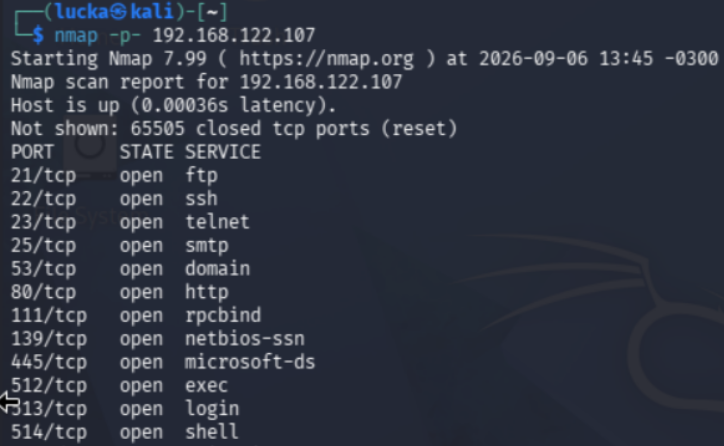 ┌──(lucka㉿kali)-[~]
└─$ nmap -p- 192.168.122.107
Starting Nmap 7.99 ( https://nmap.org ) at 2026-09-06 13:45 -0300
Nmap scan report for 192.168.122.107
Host is up (0.00036s latency).
Not shown: 65505 closed tcp ports (reset)
PORT      STATE SERVICE
21/tcp    open  ftp
22/tcp    open  ssh
23/tcp    open  telnet
25/tcp    open  smtp
53/tcp    open  domain
80/tcp    open  http
111/tcp   open  rpcbind
139/tcp   open  netbios-ssn
445/tcp   open  microsoft-ds
512/tcp   open  exec
513/tcp   open  login
514/tcp   open  shell